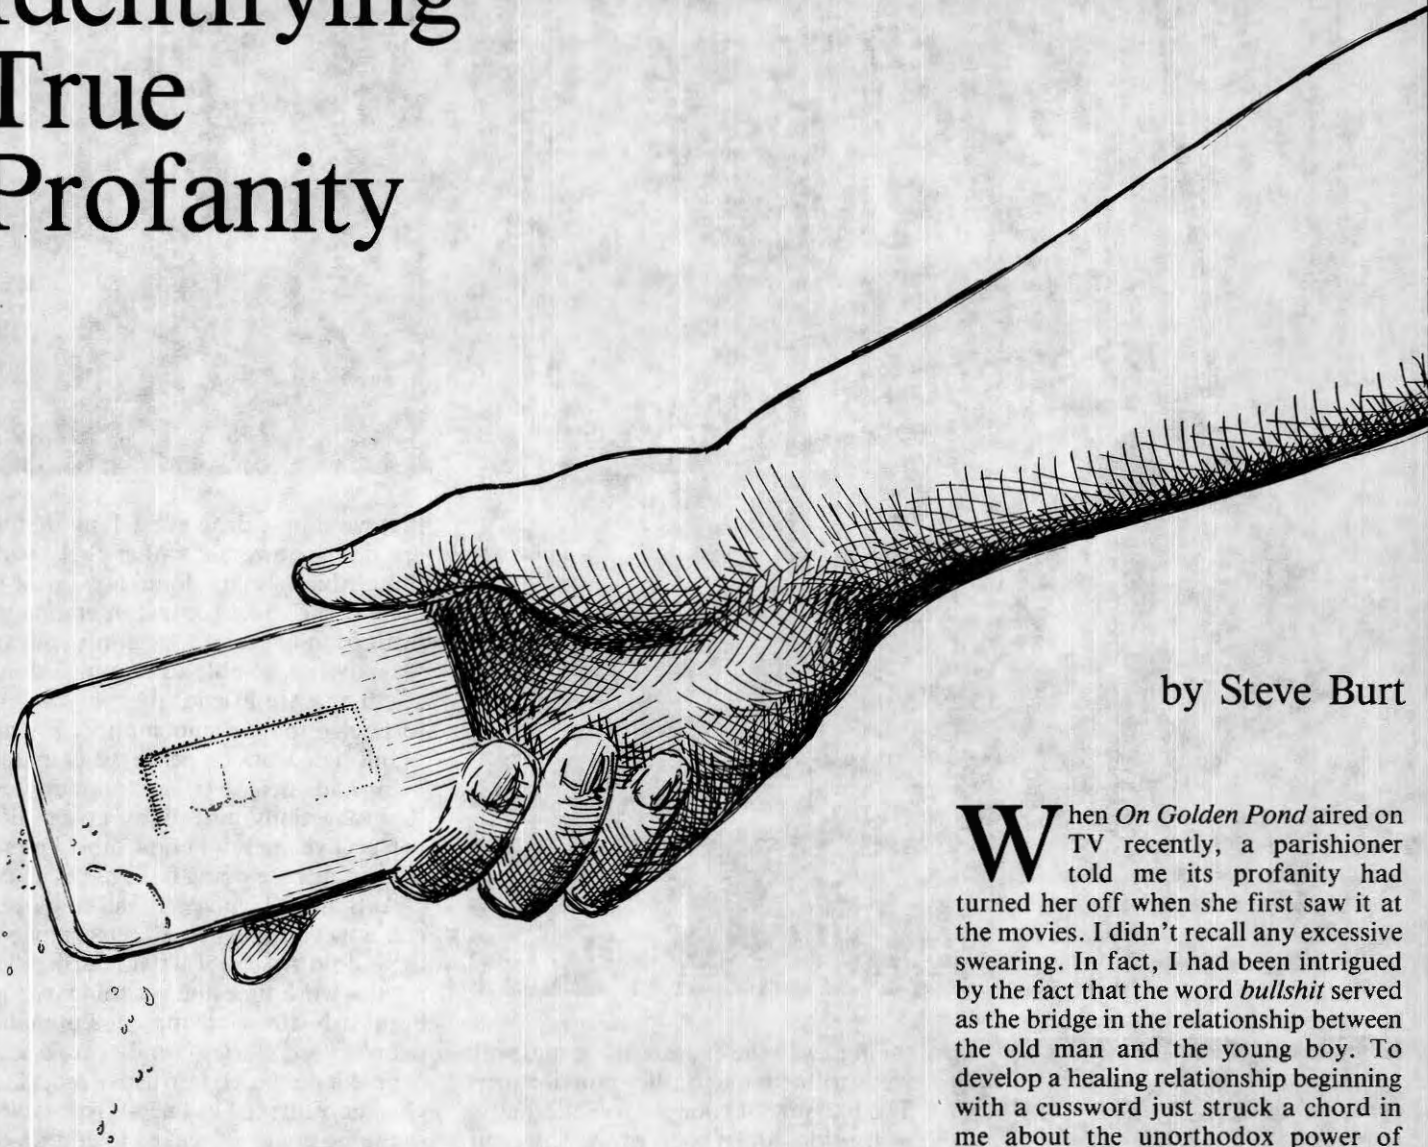 Identifying
True
Profanity
by Steve Burt
When On Golden Pond aired on
TV recently, a parishioner
told me its profanity had
turned her off when she first saw it at
the movies. I didn't recall any excessive
swearing. In fact, I had been intrigued
by the fact that the word bullshit served
as the bridge in the relationship between
the old man and the young boy. To
develop a healing relationship beginning
with a cussword just struck a chord in
me about the unorthodox power of